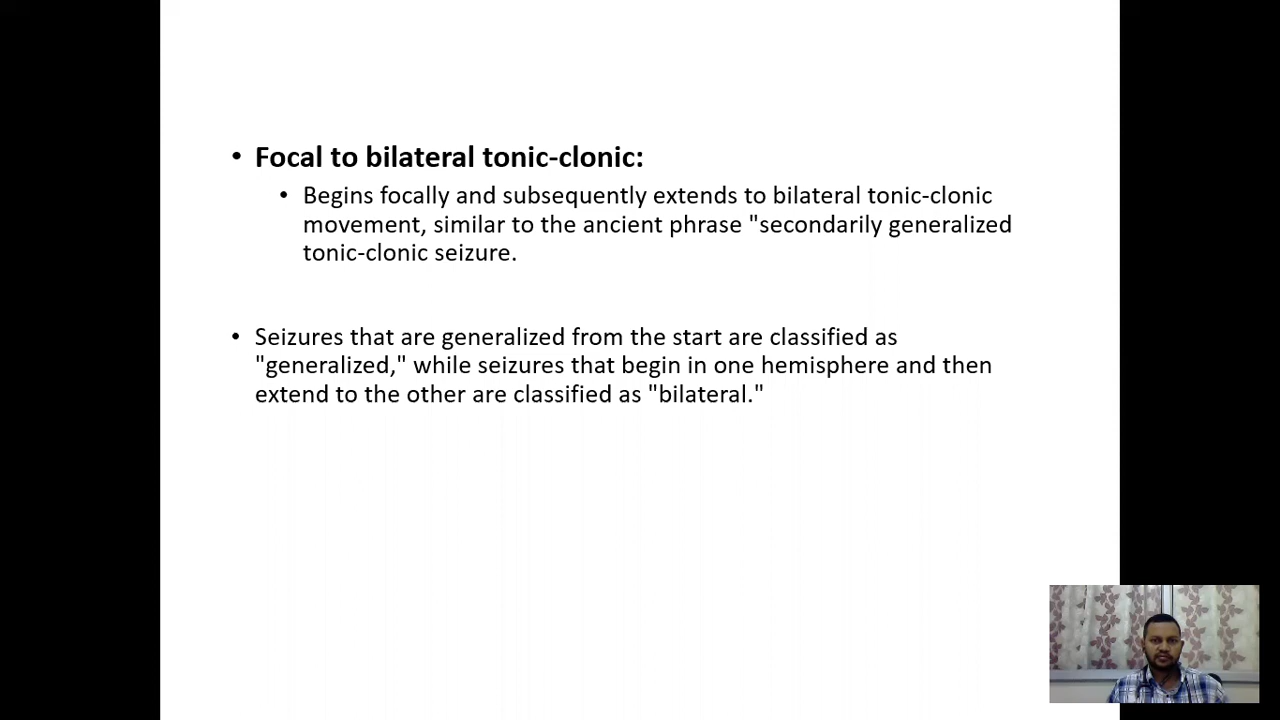 • Focal to bilateral tonic-clonic:
• Begins focally and subsequently extends to bilateral tonic-clonic
movement, similar to the ancient phrase "secondarily generalized
tonic-clonic seizure.
• Seizures that are generalized from the start are classified as
"generalized," while seizures that begin in one hemisphere and then
extend to the other are classified as "bilateral."